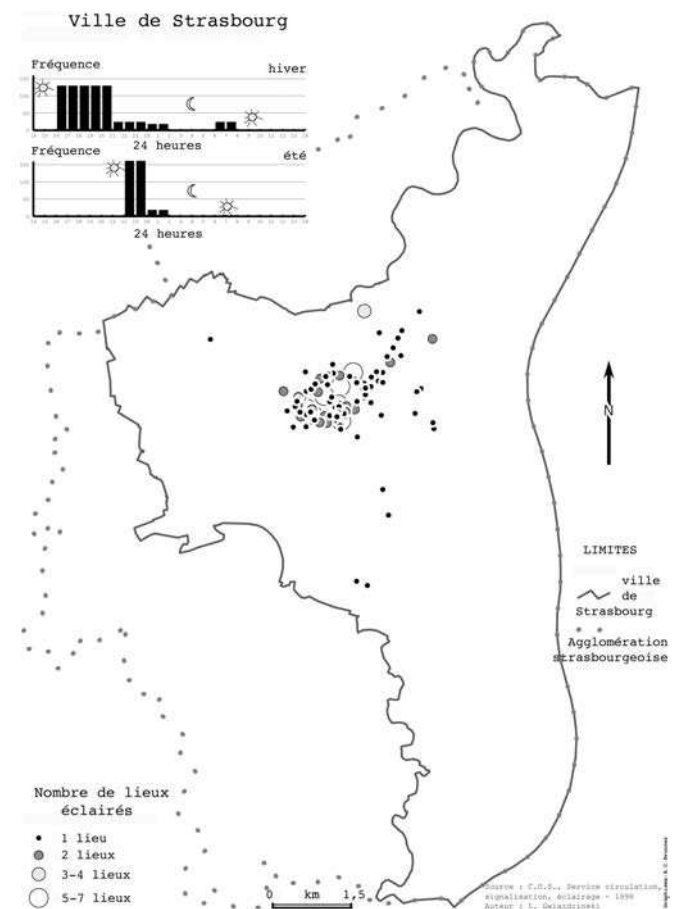 Ville de Strasbourg
Fréquence
hiver
24 heures
Fréquence
été
24 heures
N
LIMITES
ville
de
Strasbourg
Agglomération
strasbourgeoise
Nombre de lieux
éclairés
1 lieu
2 lieux
3-4 lieux
5-7 lieux
0 km 1,5
Source : C.U.S., Service circulation,
signalisation, éclairage - 1998
Auteur : L. Gwiazdzinski